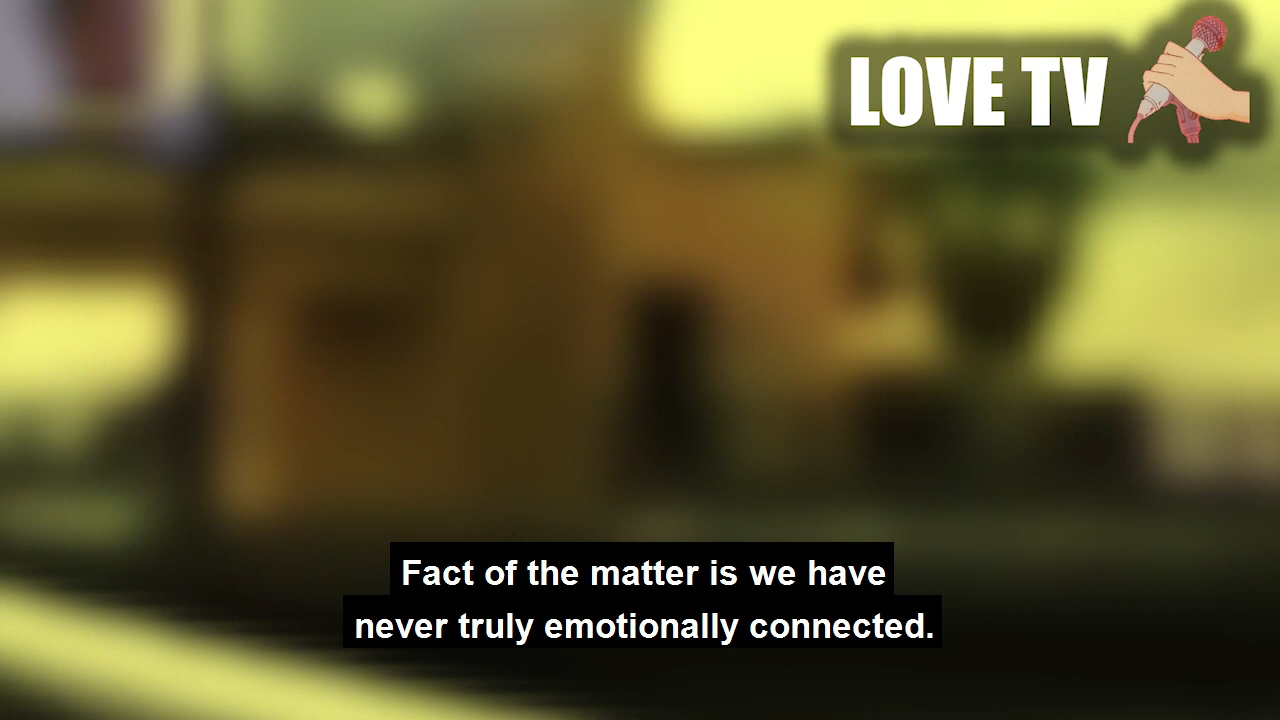 LOVE TV
Fact of the matter is we have
never truly emotionally connected.